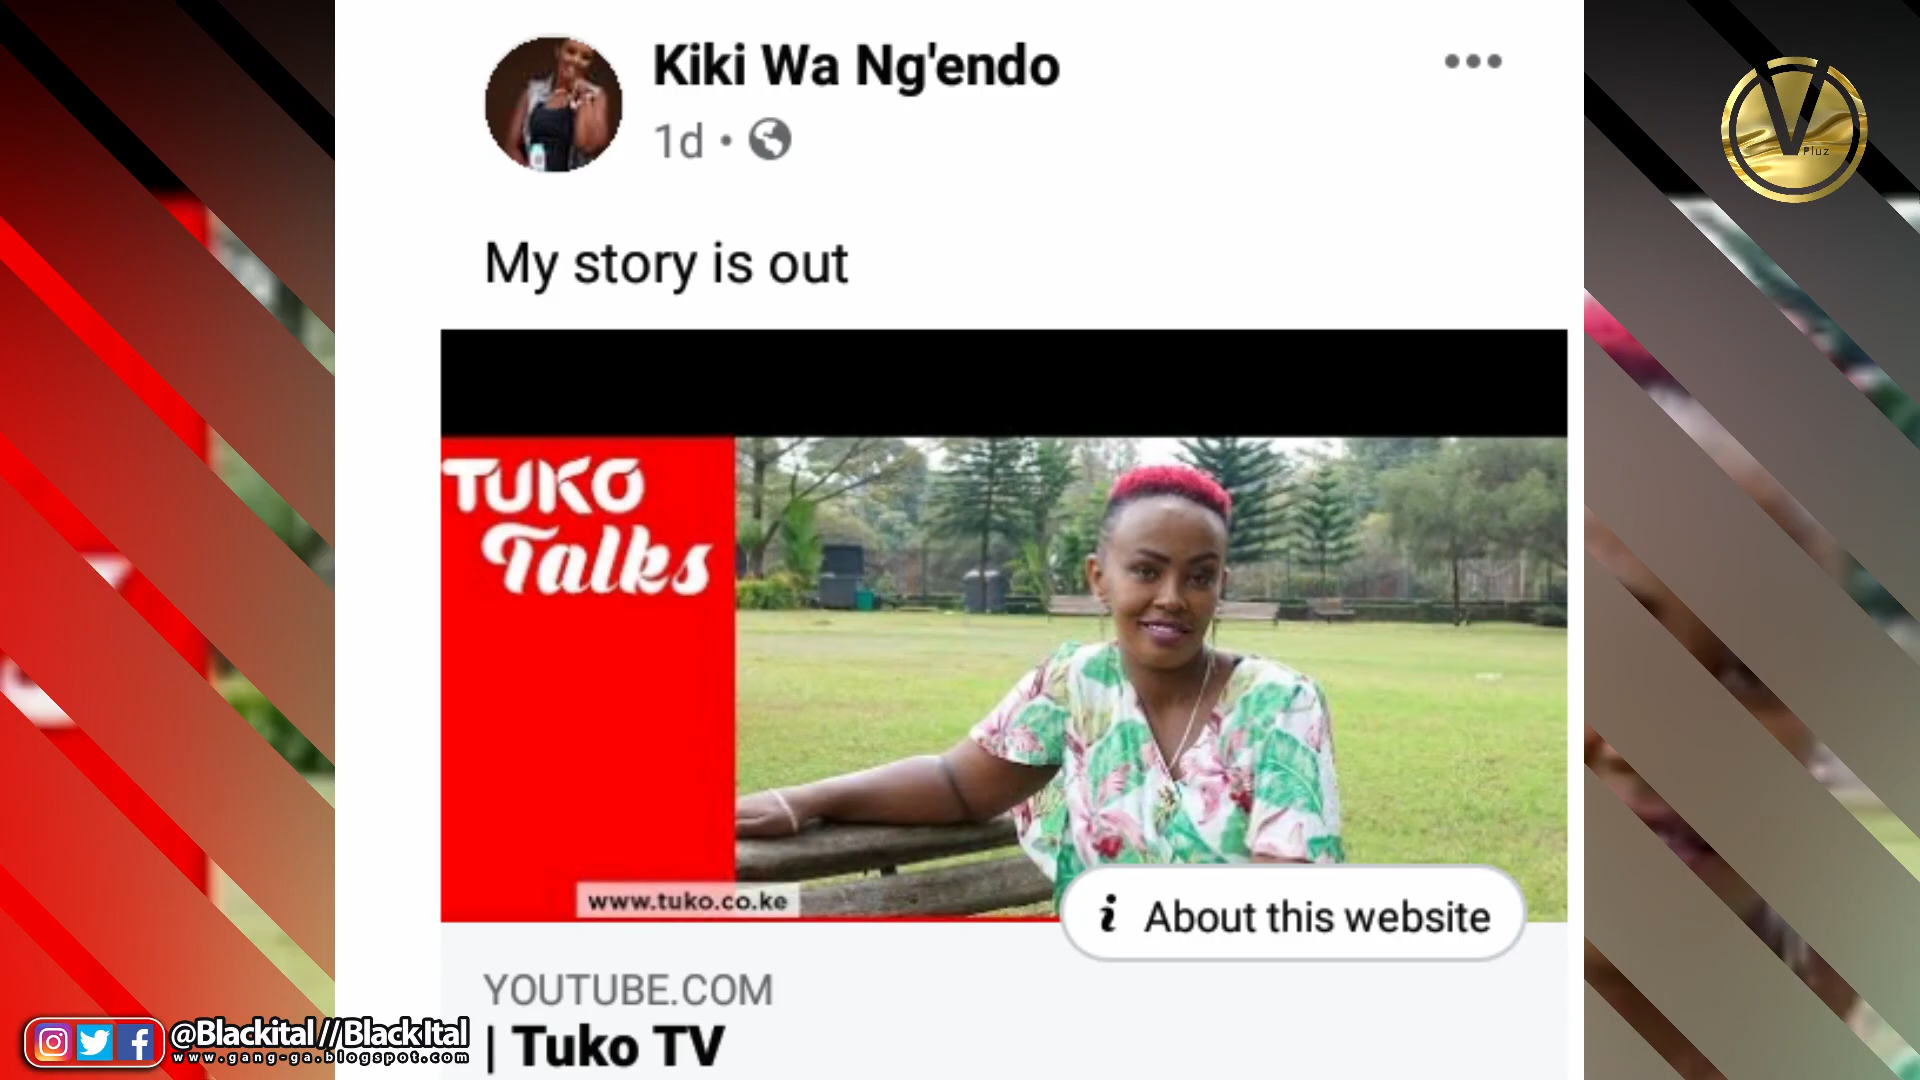 Kiki Wa Ng'endo
1d
My story is out
TUKO
Talks
www.tuko.co.ke
i About this website
YOUTUBE.COM
| Tuko TV
V
Pluz
@Blackital//BlackItal
www.gang-ga.blogspot.com